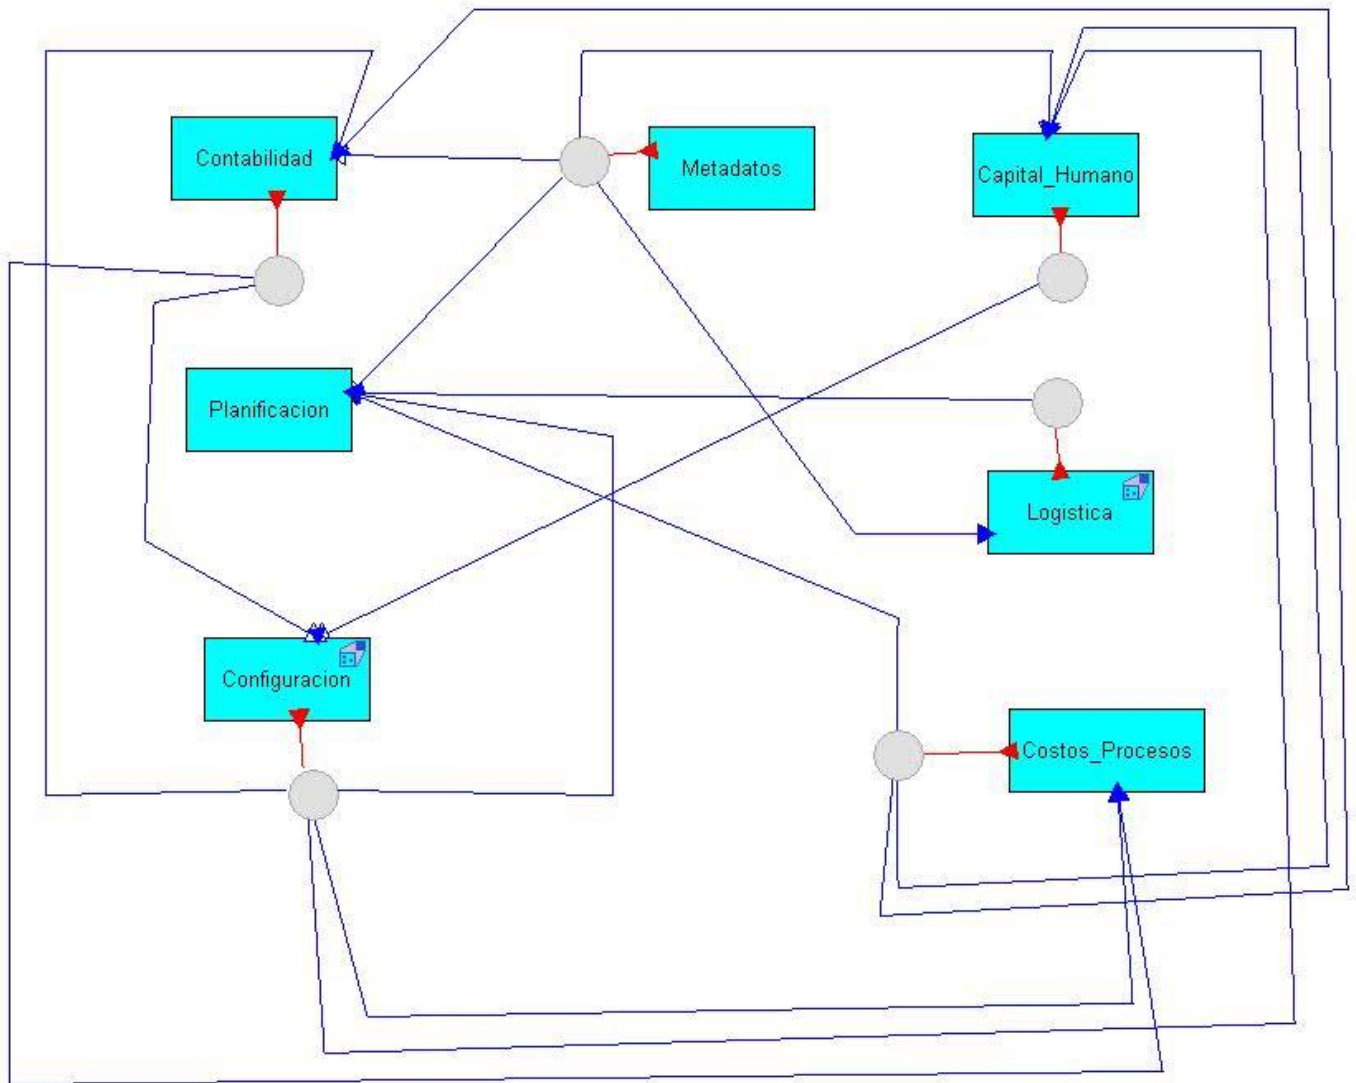 Contabilidad
Metadatos
Capital_Humano
Planificacion
Logistica
Configuracion
Costos_Procesos